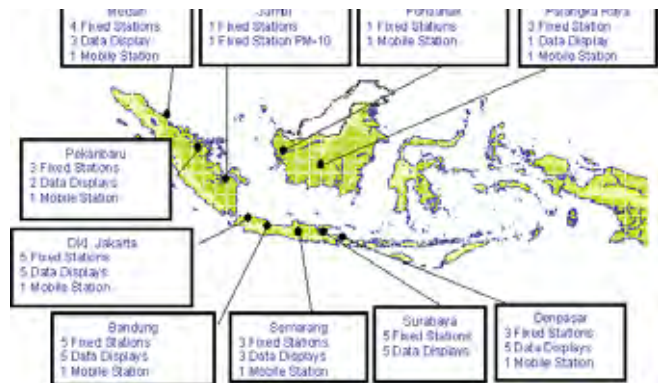 Medan
4 Fixed Stations
3 Data Display
1 Mobile Station
Jambi
1 Fixed Stations
1 Fixed Station PM-10
Pontianak
1 Fixed Stations
1 Mobile Station
Palangka Raya
3 Fixed Station
1 Data Display
1 Mobile Station
Pekanbaru
3 Fixed Stations
2 Data Displays
1 Mobile Station
DKI. Jakarta
5 Fixed Stations
5 Data Displays
1 Mobile Station
Bandung
5 Fixed Stations
5 Data Displays
1 Mobile Station
Semarang
3 Fixed Stations
3 Data Displays
1 Mobile Station
Surabaya
5 Fixed Stations
5 Data Displays
Denpasar
3 Fixed Stations
5 Data Displays
1 Mobile Station